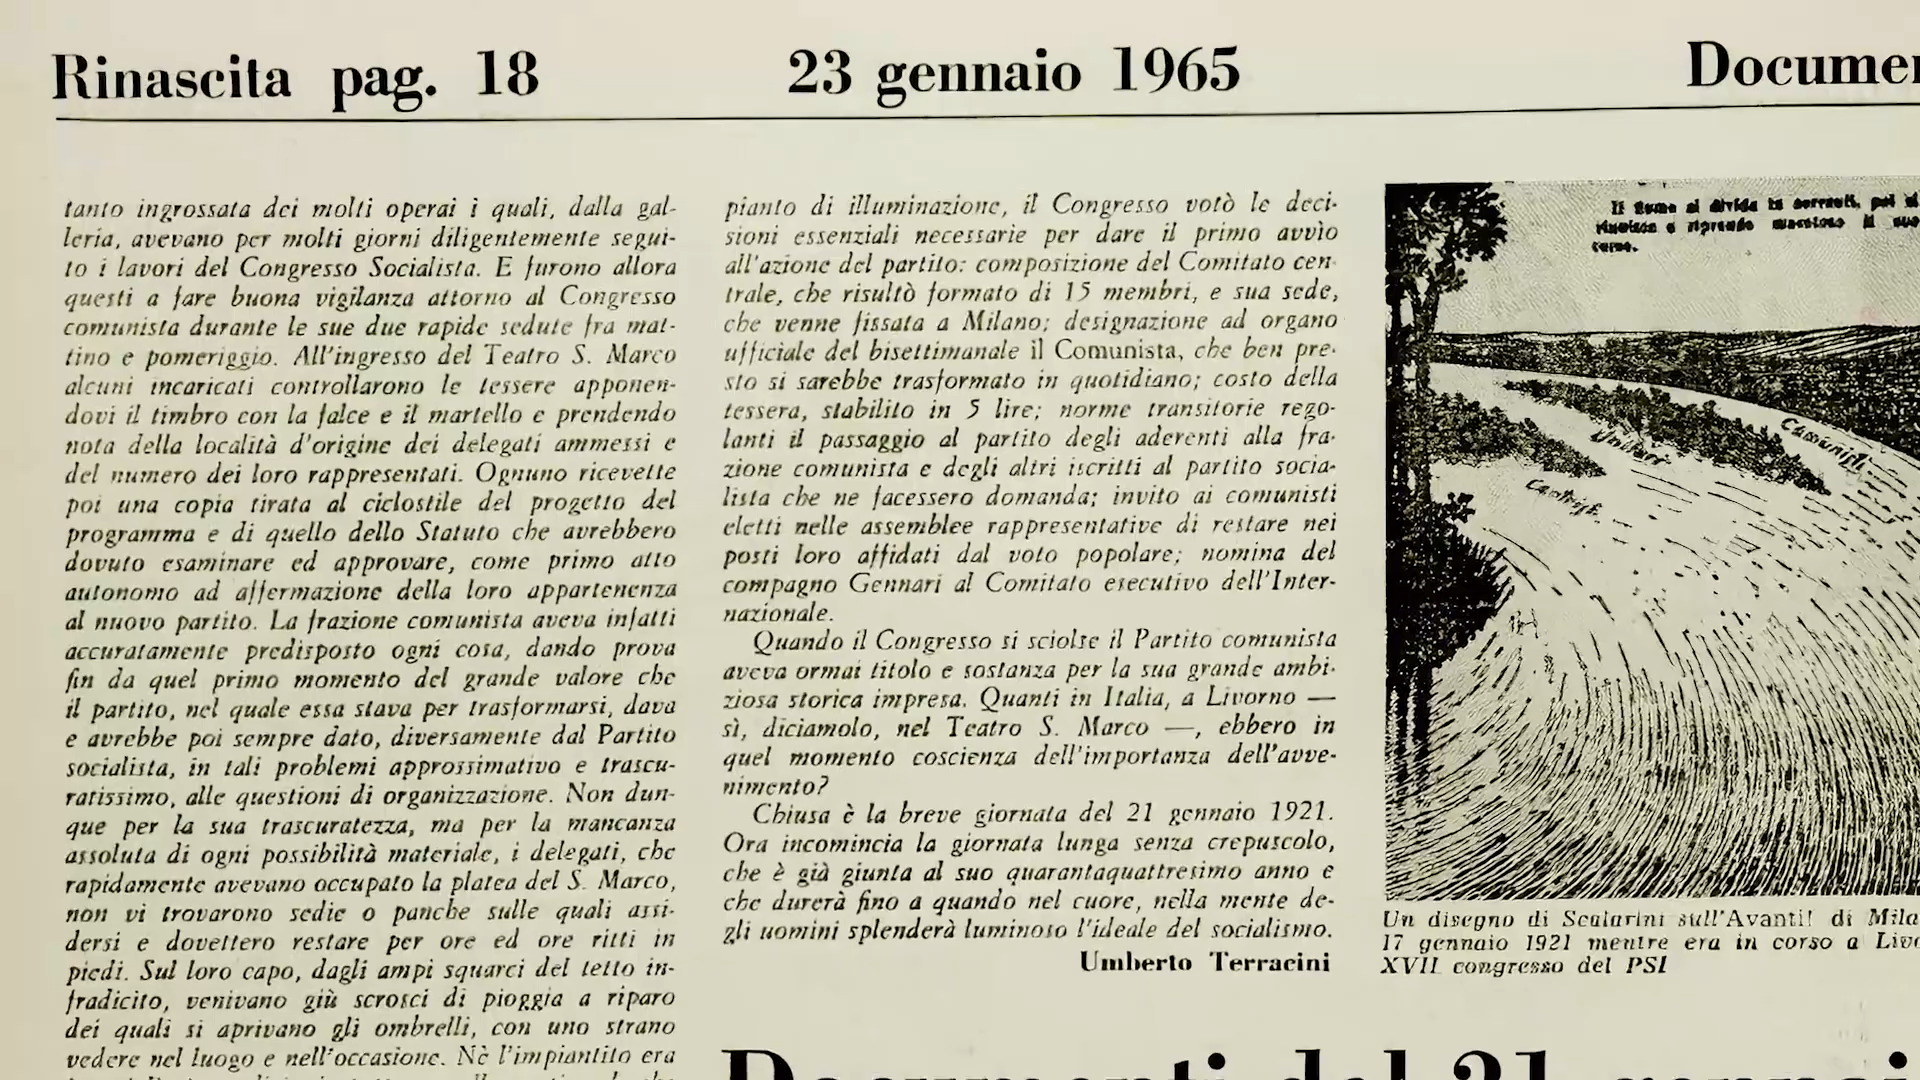 Rinascita pag. 18
23 gennaio 1965
tanto ingrossata dei molti operai i quali, dalla gal-
leria, avevano per molti giorni diligentemente segui-
to i lavori del Congresso Socialista. E furono allora
questi a fare buona vigilanza attorno al Congresso
comunista durante le sue due rapide sedute fra mat-
tino e pomeriggio. All'ingresso del Teatro S. Marco
alcuni incaricati controllarono le tessere apponen-
dovi il timbro con la falce e il martello e prendendo
nota della località d'origine dei delegati ammessi e
del numero dei loro rappresentati. Ognuno ricevette
poi una copia tirata al ciclostile del progetto del
programma e di quello dello Statuto che avrebbero
dovuto esaminare ed approvare, come primo atto
autonomo ad affermazione della loro appartenenza
al nuovo partito. La frazione comunista aveva infatti
accuratamente predisposto ogni cosa, dando prova
fin da quel primo momento del grande valore che
il partito, nel quale essa stava per trasformarsi, dava
e avrebbe poi sempre dato, diversamente dal Partito
socialista, in tali problemi approssimativo e trascu-
ratissimo, alle questioni di organizzazione. Non dun-
que per la sua trascuratezza, ma per la mancanza
assoluta di ogni possibilità materiale, i delegati, che
rapidamente avevano occupato la platea del S. Marco,
non vi trovarono sedie o panche sulle quali assi-
dersi e dovettero restare per ore ed ore ritti in
piedi. Sul loro capo, dagli ampi squarci del tetto in-
fradicito, venivano giù scrosci di pioggia a riparo
dei quali si aprivano gli ombrelli, con uno strano
vedere nel luogo e nell'occasione. Nè l'impiantito era
pianto di illuminazione, il Congresso votò le deci-
sioni essenziali necessarie per dare il primo avvìo
all'azione del partito: composizione del Comitato cen-
trale, che risultò formato di 15 membri, e sua sede,
che venne fissata a Milano; designazione ad organo
ufficiale del bisettimanale il Comunista, che ben pre-
sto si sarebbe trasformato in quotidiano; costo della
tessera, stabilito in 5 lire; norme transitorie rego-
lanti il passaggio al partito degli aderenti alla fra-
zione comunista e degli altri iscritti al partito socia-
lista che ne facessero domanda; invito ai comunisti
eletti nelle assemblee rappresentative di restare nei
posti loro affidati dal voto popolare; nomina del
compagno Gennari al Comitato esecutivo dell'Inter-
nazionale.
Quando il Congresso si sciolse il Partito comunista
aveva ormai titolo e sostanza per la sua grande ambi-
ziosa storica impresa. Quanti in Italia, a Livorno —
sì, diciamolo, nel Teatro S. Marco —, ebbero in
quel momento coscienza dell'importanza dell'avve-
nimento?
Chiusa è la breve giornata del 21 gennaio 1921.
Ora incomincia la giornata lunga senza crepuscolo,
che è già giunta al suo quarantaquattresimo anno e
che durerà fino a quando nel cuore, nella mente de-
gli uomini splenderà luminoso l'ideale del socialismo.
Umberto Terracini
Il fiume si divide in
corso.
Unitari
Comunisti
Un disegno di Scalarini sull'Avanti! di
17 gennaio 1921 mentre era in corso a
XVII congresso del PSI
Documenti del 21